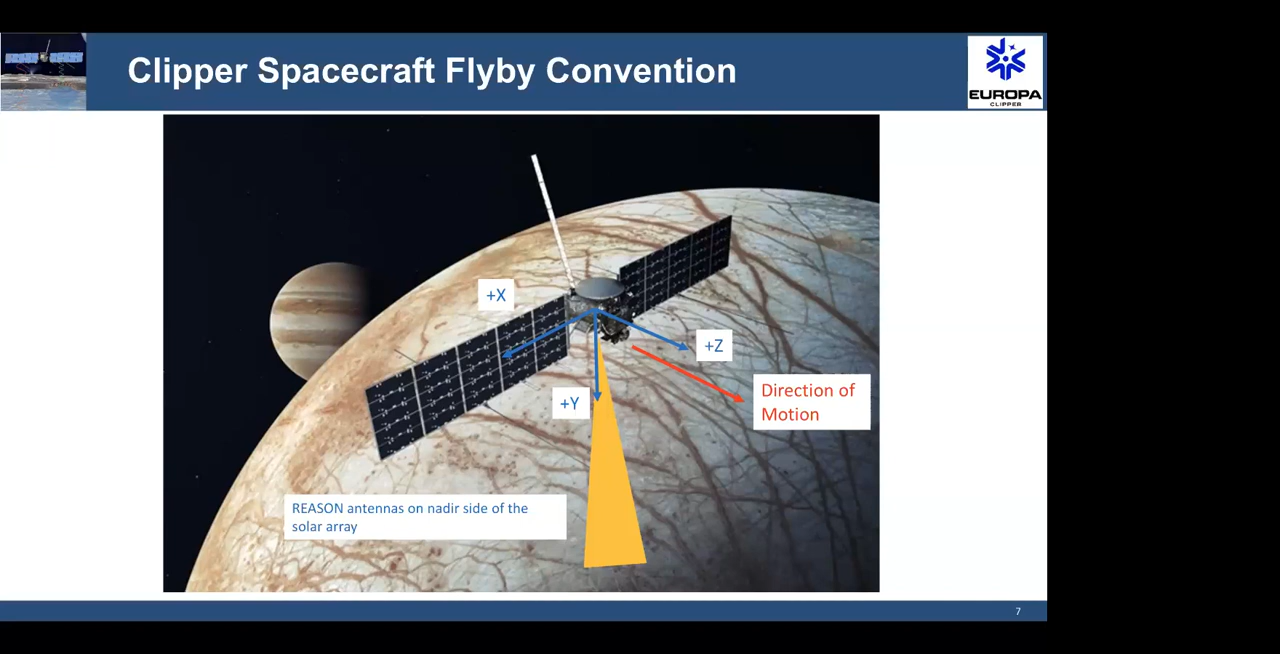 Clipper Spacecraft Flyby Convention
EUROPA
CLIPPER
+X
+Z
+Y
Direction of
Motion
REASON antennas on nadir side of the
solar array
7